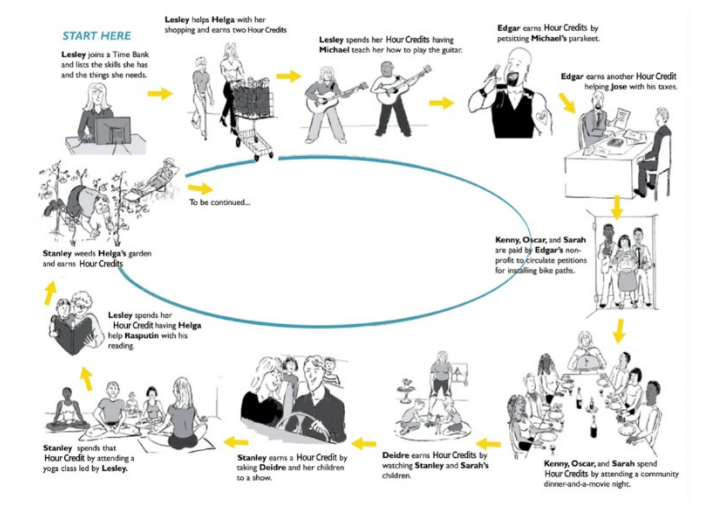 START HERE
Lesley joins a Time Bank
and lists the skills she has
and the things she needs.
Lesley helps Helga with her
shopping and earns two Hour Credits
Lesley spends her Hour Credits having
Michael teach her how to play the guitar.
Edgar earns Hour Credits by
petsitting Michael's parakeet.
Edgar earns another Hour Credit
helping Jose with his taxes.
Kenny, Oscar, and Sarah
are paid by Edgar's non-
profit to circulate petitions
for installing bike paths.
Kenny, Oscar, and Sarah spend
Hour Credits by attending a community
dinner-and-a-movie night.
Deidre earns Hour Credits by
watching Stanley and Sarah's
children.
Stanley earns a Hour Credit by
taking Deidre and her children
to a show.
Stanley spends that
Hour Credit by attending a
yoga class led by Lesley.
Lesley spends her
Hour Credit having Helga
help Rasputin with his
reading.
Stanley weeds Helga's garden
and earns Hour Credits
To be continued...